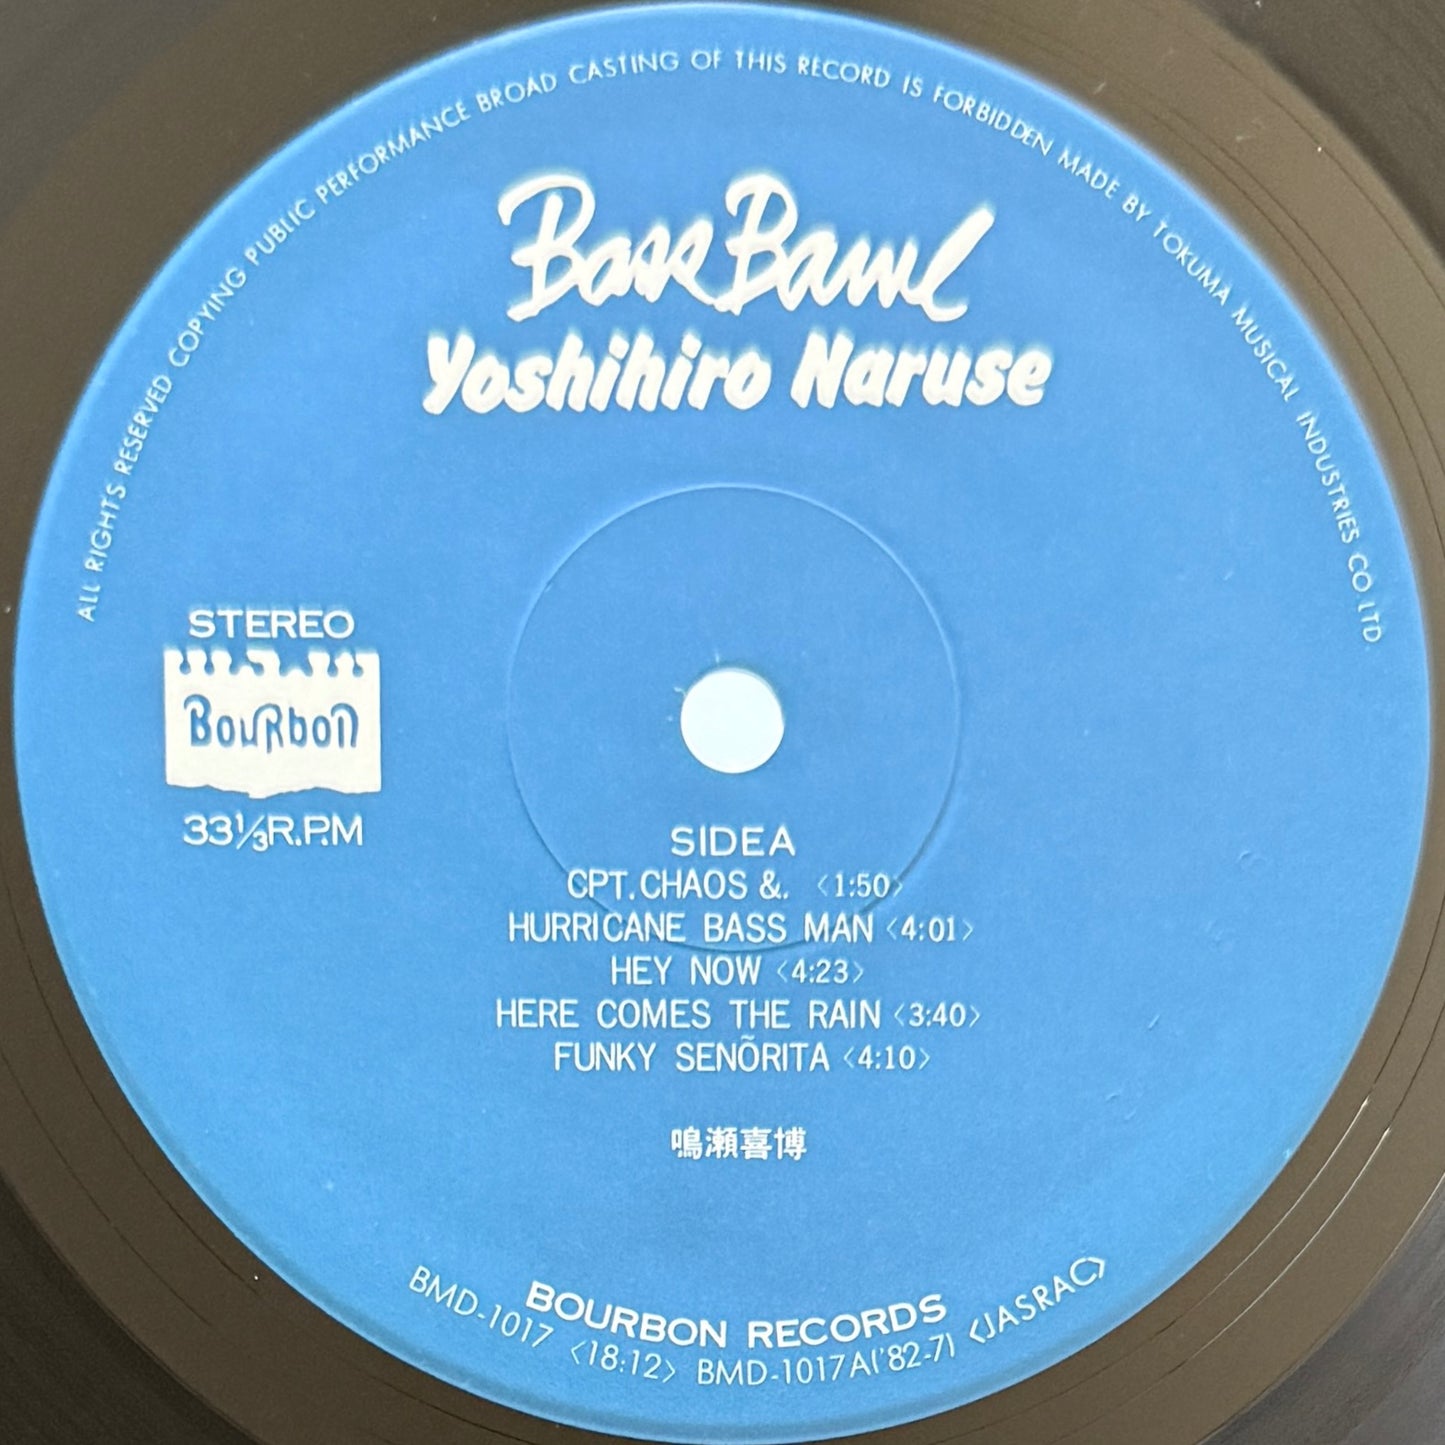 ALL RIGHTS RESERVED COPYING PUBLIC PERFORMANCE BROAD CASTING OF THIS RECORD IS FORBIDDEN MADE BY TOKUMA MUSICAL INDUSTRIES CO LTD.
Bass Bawl
Yoshihiro Naruse
STEREO
BouRbon
33⅓R.P.M
SIDE A
CPT. CHAOS &. <1:50>
HURRICANE BASS MAN <4:01>
HEY NOW <4:23>
HERE COMES THE RAIN <3:40>
FUNKY SENÕRITA <4:10>
鳴瀬喜博
BOURBON RECORDS
BMD-1017 <18:12> BMD-1017A('82-7) <JASRAC>